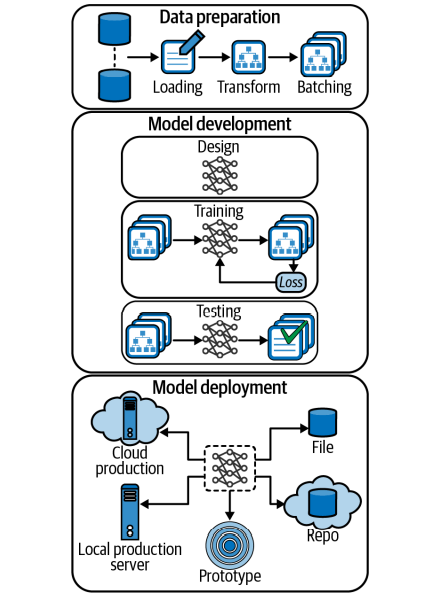 Data preparation
Loading
Transform
Batching
Model development
Design
Training
Loss
Testing
Model deployment
Cloud
production
File
Local production
server
Repo
Prototype